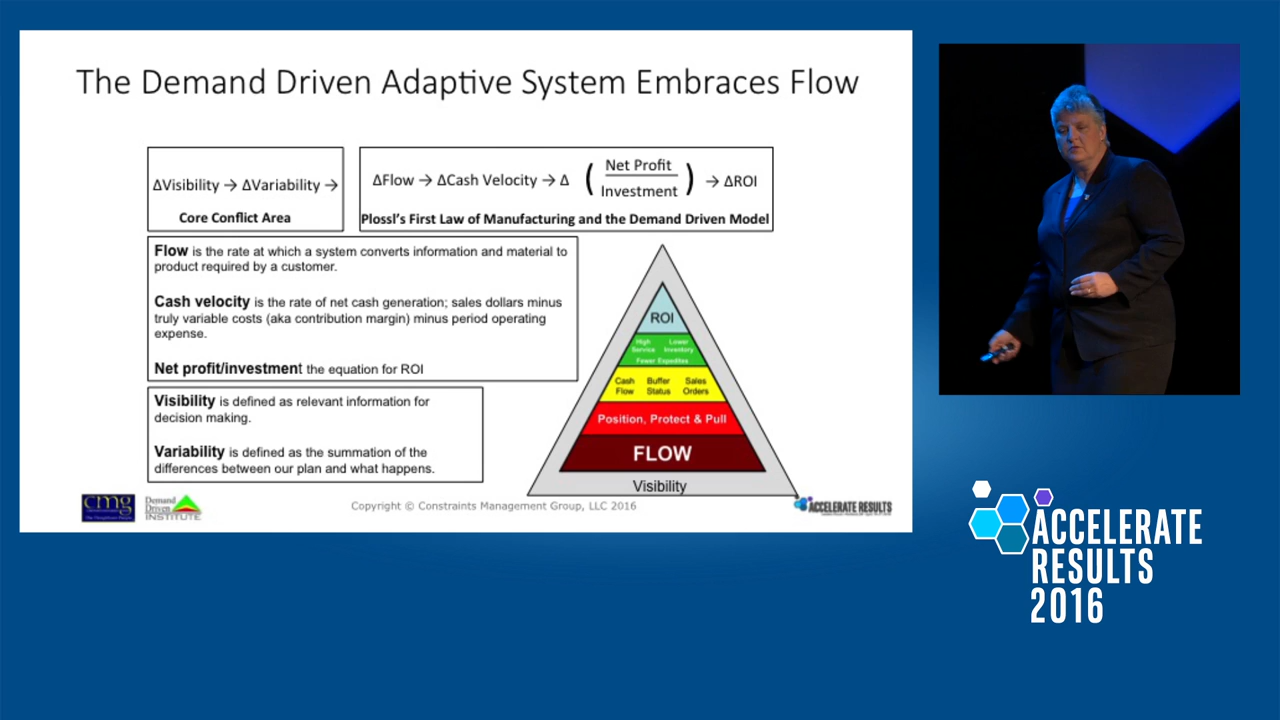 The Demand Driven Adaptive System Embraces Flow
ΔVisibility → ΔVariability →
Core Conflict Area
ΔFlow → ΔCash Velocity → Δ ( Net Profit
Investment ) → ΔROI
Plossl's First Law of Manufacturing and the Demand Driven Model
Flow is the rate at which a system converts information and material to
product required by a customer.
Cash velocity is the rate of net cash generation; sales dollars minus
truly variable costs (aka contribution margin) minus period operating
expense.
Net profit/investment the equation for ROI
Visibility is defined as relevant information for
decision making.
Variability is defined as the summation of the
differences between our plan and what happens.
ROI
High Lower
Service Inventory
Fewer Expedites
Cash Buffer Sales
Flow Status Orders
Position, Protect & Pull
FLOW
Visibility
cmg
Demand
Driven
INSTITUTE
Copyright © Constraints Management Group, LLC 2016
ACCELERATE RESULTS
ACCELERATE
RESULTS
2016